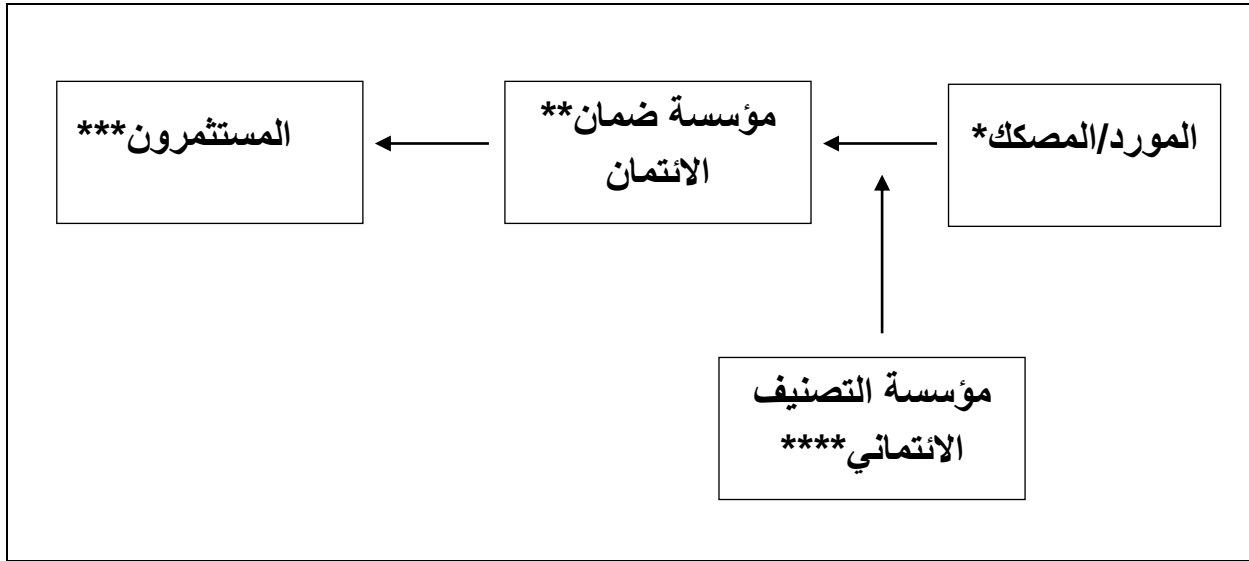 المورد/المصكك*
مؤسسة ضمان**
الائتمان
المستثمرون***
مؤسسة التصنيف
الائتماني****